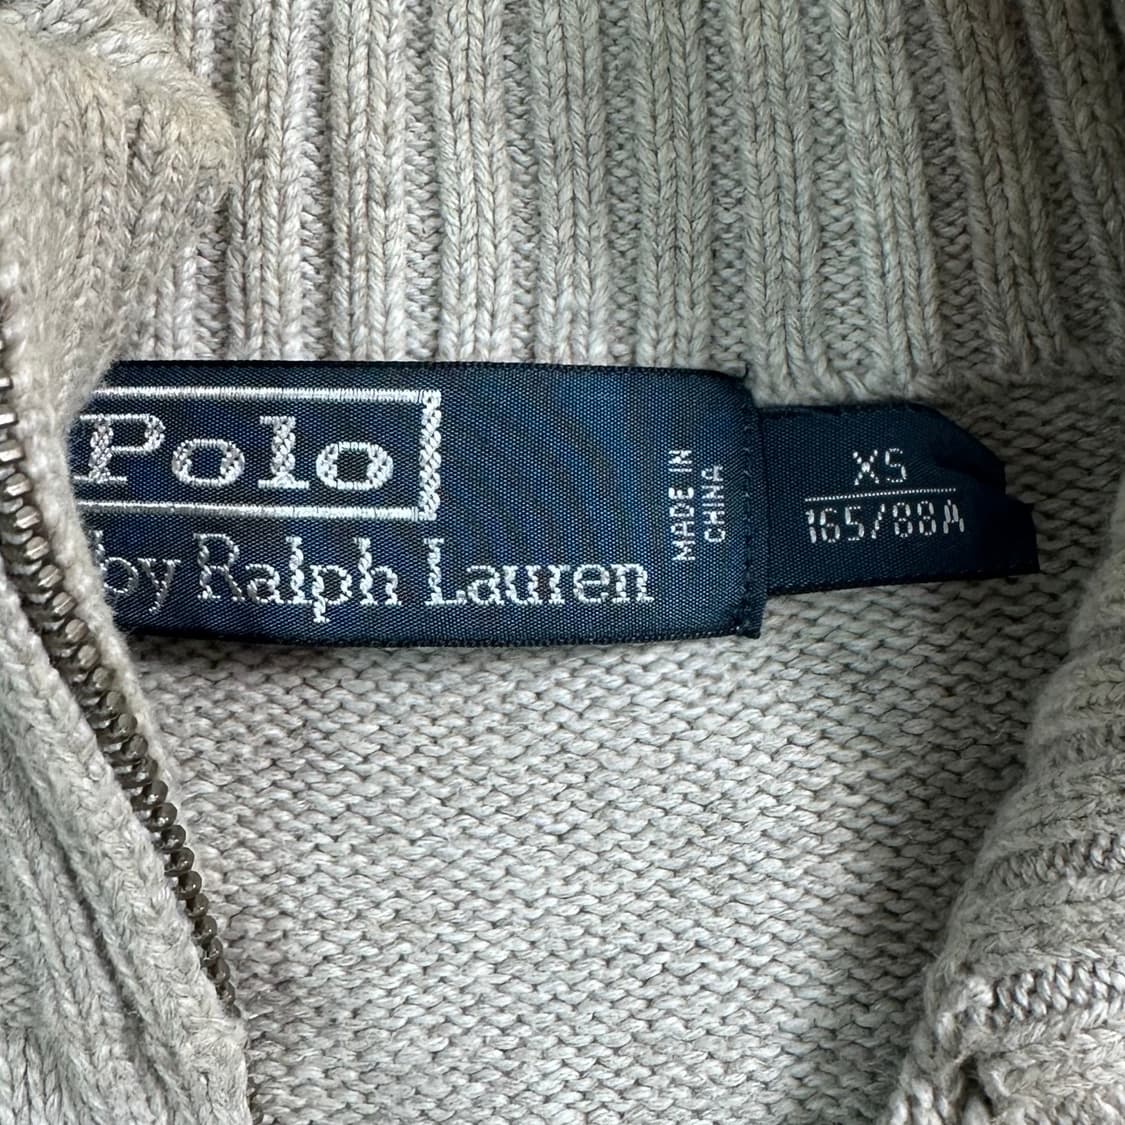 Polo
by Ralph Lauren
MADE IN
CHINA
XS
165/88A